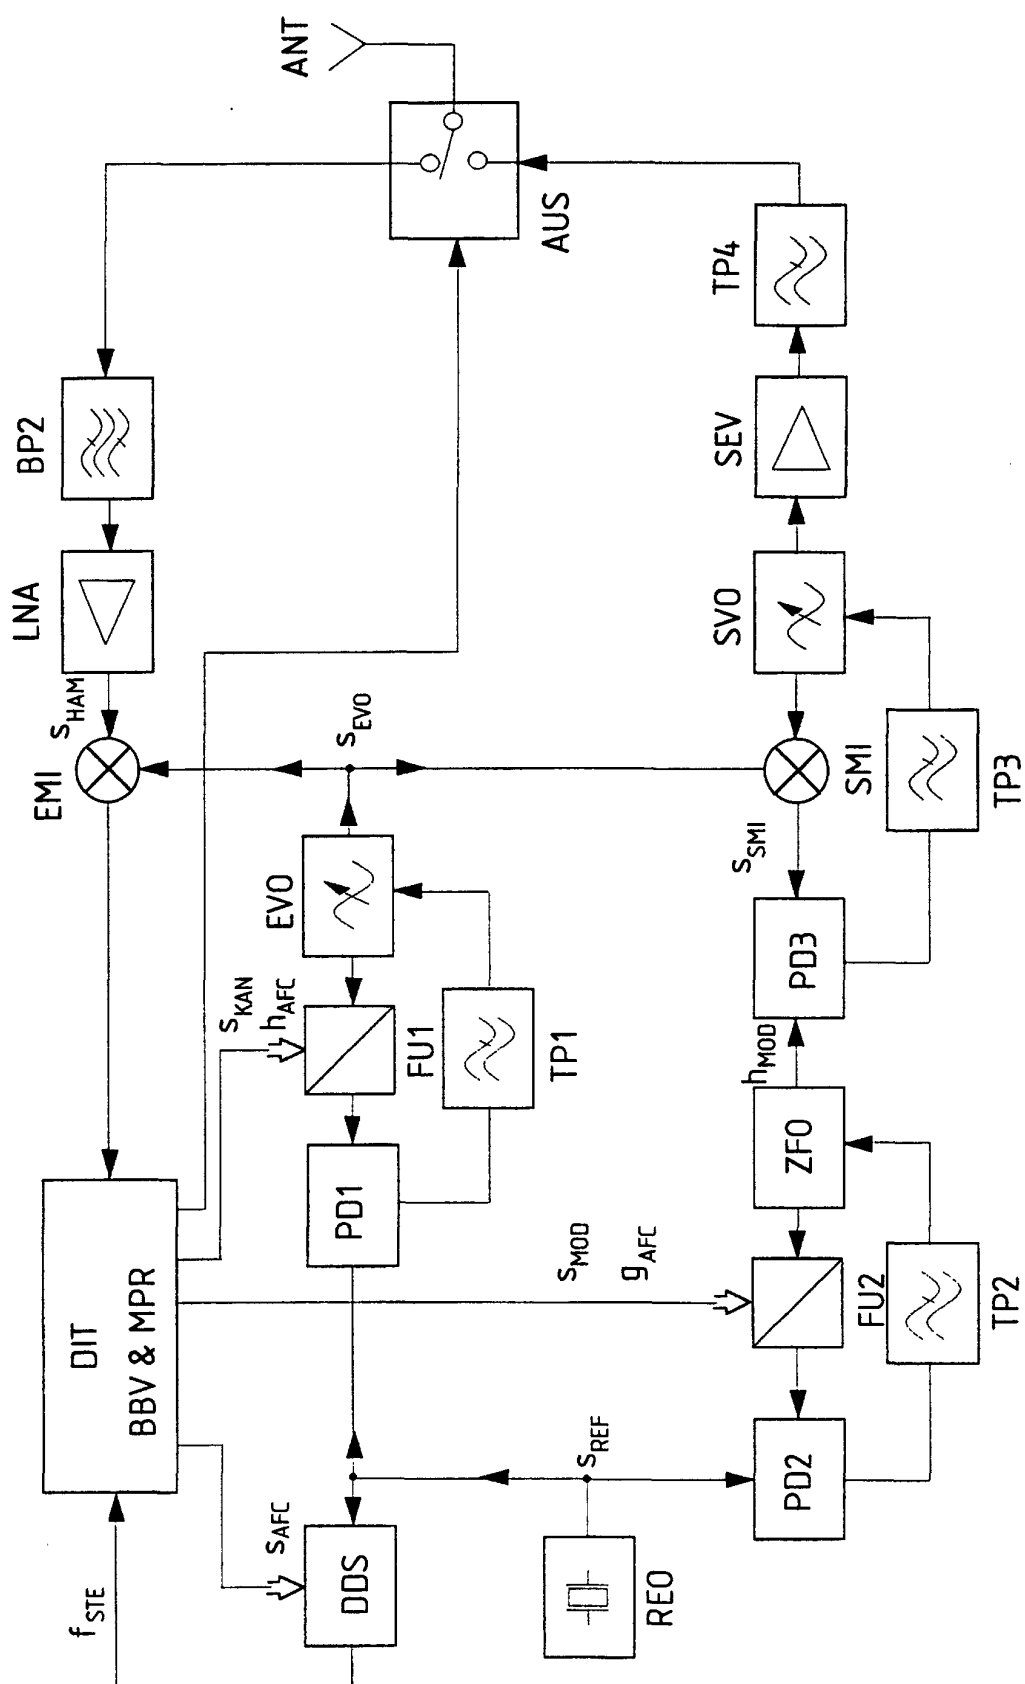 ANT
AUS
BP2
LNA
TP4
SEV
SVO
TP3
SMI
EMI
s_HAM
s_EVO
EVO
s_KAN
h_AFC
FU1
TP1
PD1
s_SMI
PD3
h_MOD
ZFO
FU2
TP2
PD2
s_MOD
g_AFC
DIT
BBV & MPR
s_REF
REO
s_AFC
DDS
f_STE